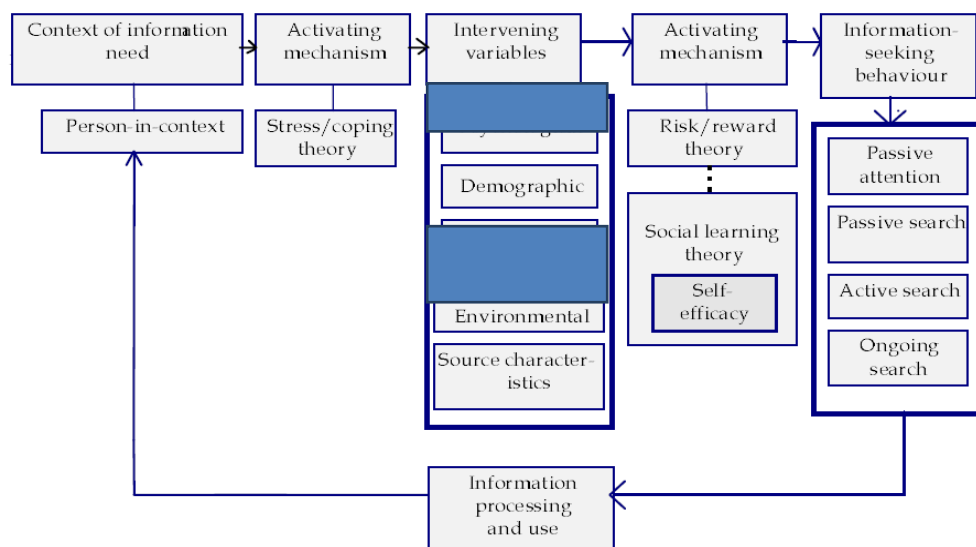 Context of information
need
Activating
mechanism
Intervening
variables
Activating
mechanism
Information-
seeking
behaviour
Person-in-context
Stress/coping
theory
Demographic
Environmental
Source character-
istics
Risk/reward
theory
Social learning
theory
Self-
efficacy
Passive
attention
Passive search
Active search
Ongoing
search
Information
processing
and use